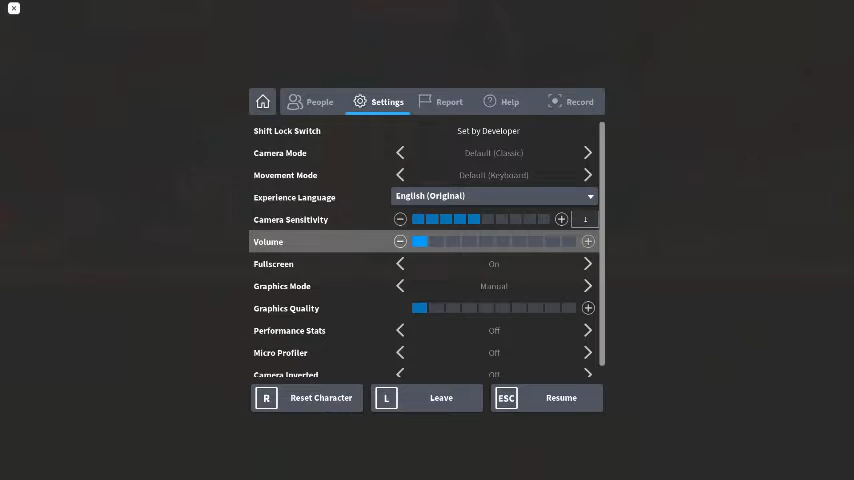 People Settings Report Help Record
Shift Lock Switch Set by Developer
Camera Mode Default (Classic)
Movement Mode Default (Keyboard)
Experience Language English (Original)
Camera Sensitivity 1
Volume
Fullscreen On
Graphics Mode Manual
Graphics Quality
Performance Stats Off
Micro Profiler Off
Camera Inverted Off
R Reset Character L Leave ESC Resume